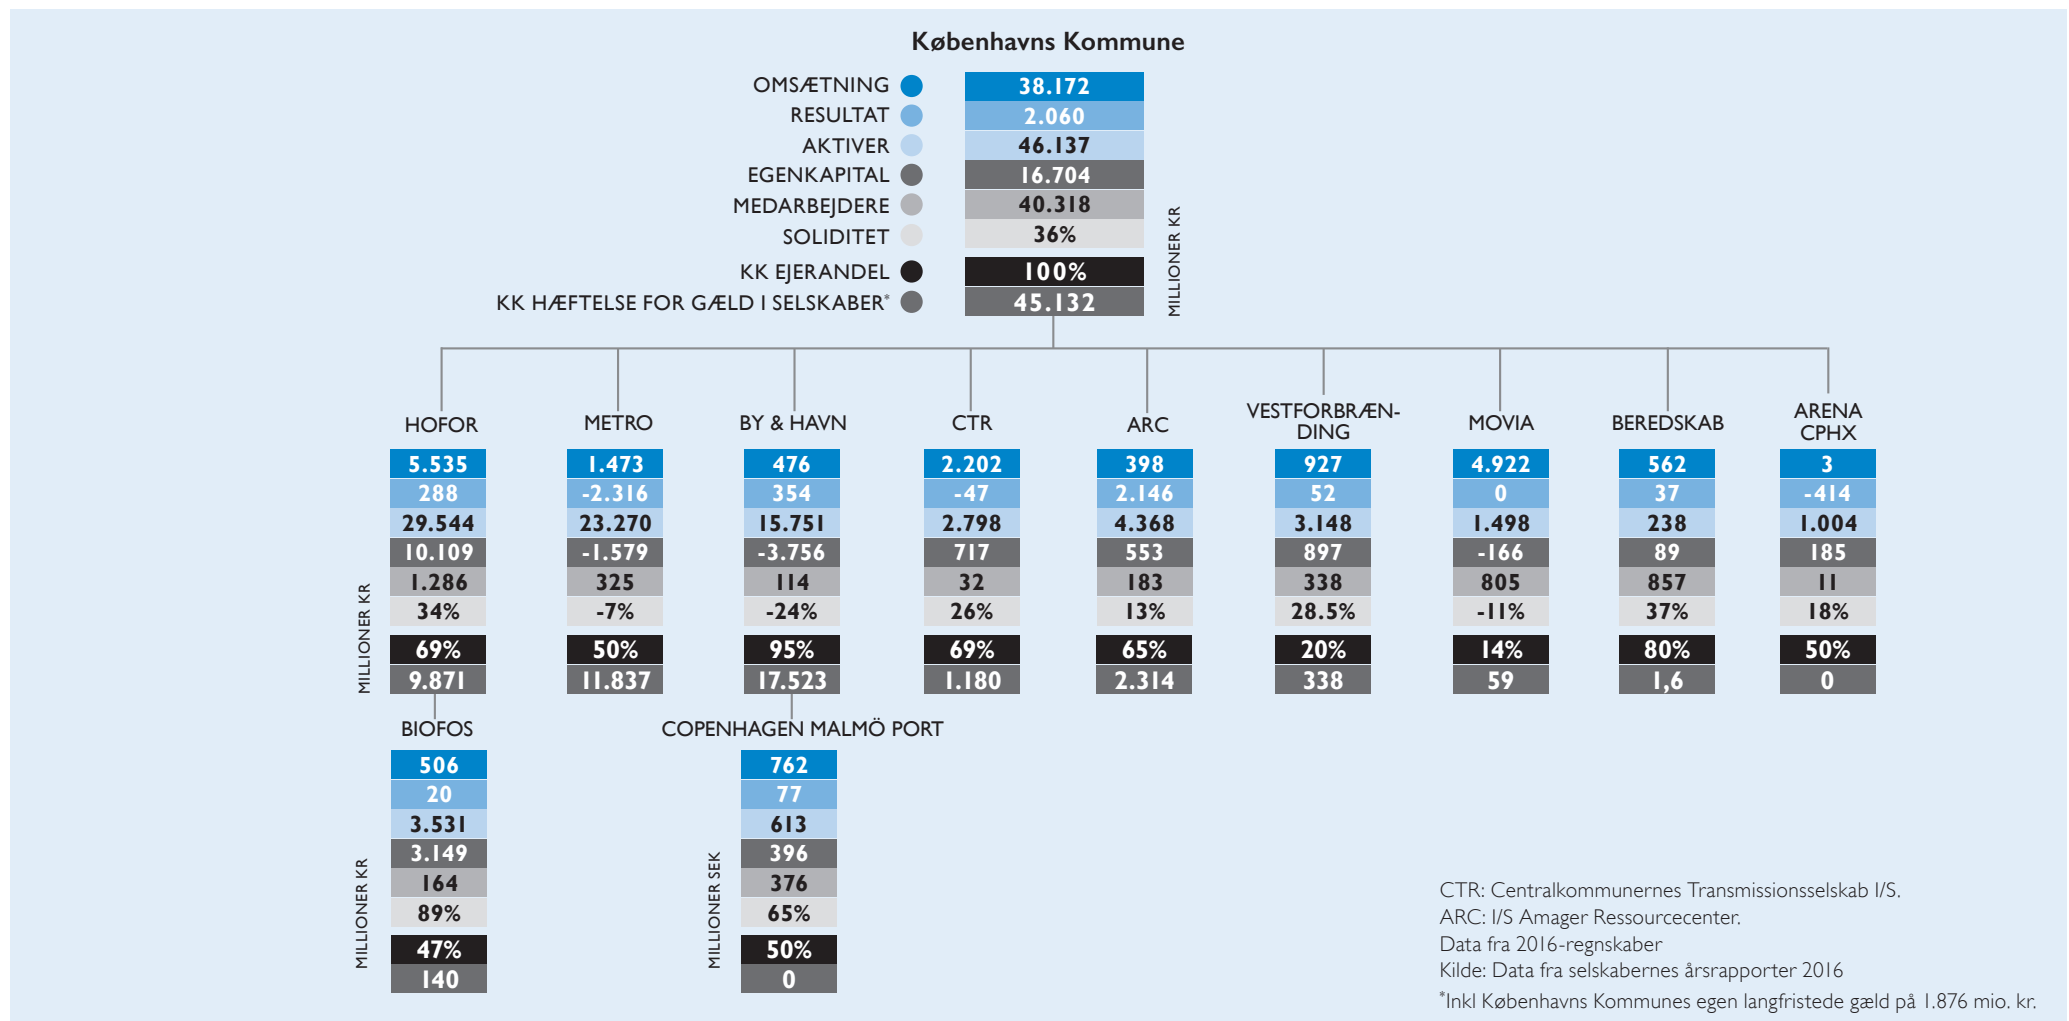 Københavns Kommune
OMSÆTNING 38.172
RESULTAT 2.060
AKTIVER 46.137
EGENKAPITAL 16.704
MEDARBEJDERE 40.318
SOLIDITET 36%
KK EJERANDEL 100%
KK HÆFTELSE FOR GÆLD I SELSKABER* 45.132
MILLIONER KR
HOFOR
5.535
288
29.544
10.109
1.286
34%
69%
9.871
MILLIONER KR
METRO
1.473
-2.316
23.270
-1.579
325
-7%
50%
11.837
BY & HAVN
476
354
15.751
-3.756
114
-24%
95%
17.523
CTR
2.202
-47
2.798
717
32
26%
69%
1.180
ARC
398
2.146
4.368
553
183
13%
65%
2.314
VESTFORBRÆN-
DING
927
52
3.148
897
338
28.5%
20%
338
MOVIA
4.922
0
1.498
-166
805
-11%
14%
59
BEREDSKAB
562
37
238
89
857
37%
80%
1,6
ARENA
CPHX
3
-414
1.004
185
11
18%
50%
0
BIOFOS
506
20
3.531
3.149
164
89%
47%
140
MILLIONER KR
COPENHAGEN MALMÖ PORT
762
77
613
396
376
65%
50%
0
MILLIONER SEK
CTR: Centralkommunernes Transmissionsselskab I/S.
ARC: I/S Amager Ressourcecenter.
Data fra 2016-regnskaber
Kilde: Data fra selskabernes årsrapporter 2016
*Inkl Københavns Kommunes egen langfristede gæld på 1.876 mio. kr.